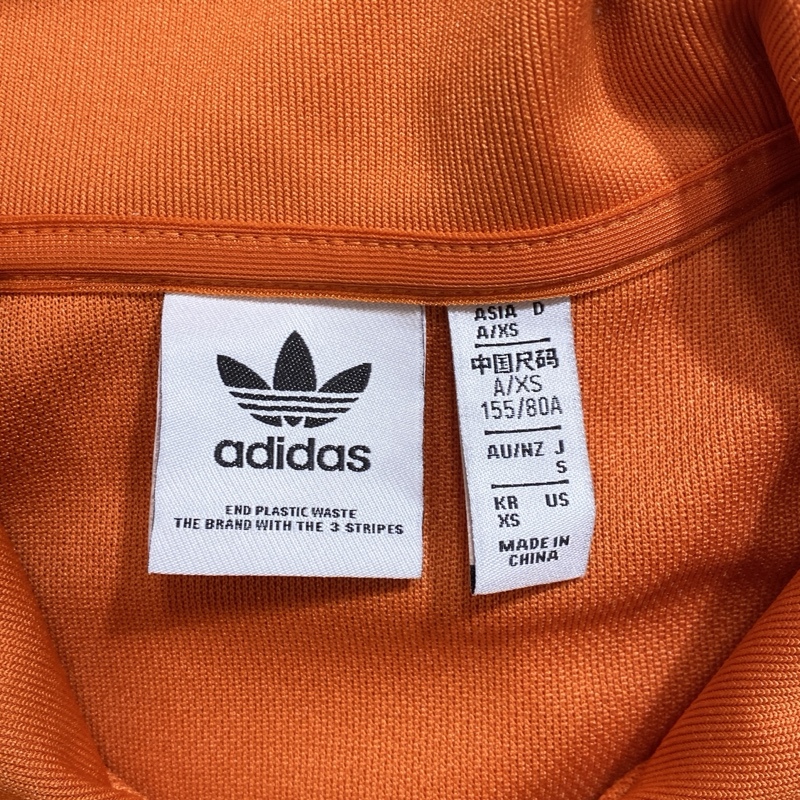 adidas
END PLASTIC WASTE
THE BRAND WITH THE 3 STRIPES
ASIA D
A/XS
中国尺码
A/XS
155/80A
AU/NZ J
S
KR US
XS
MADE IN
CHINA